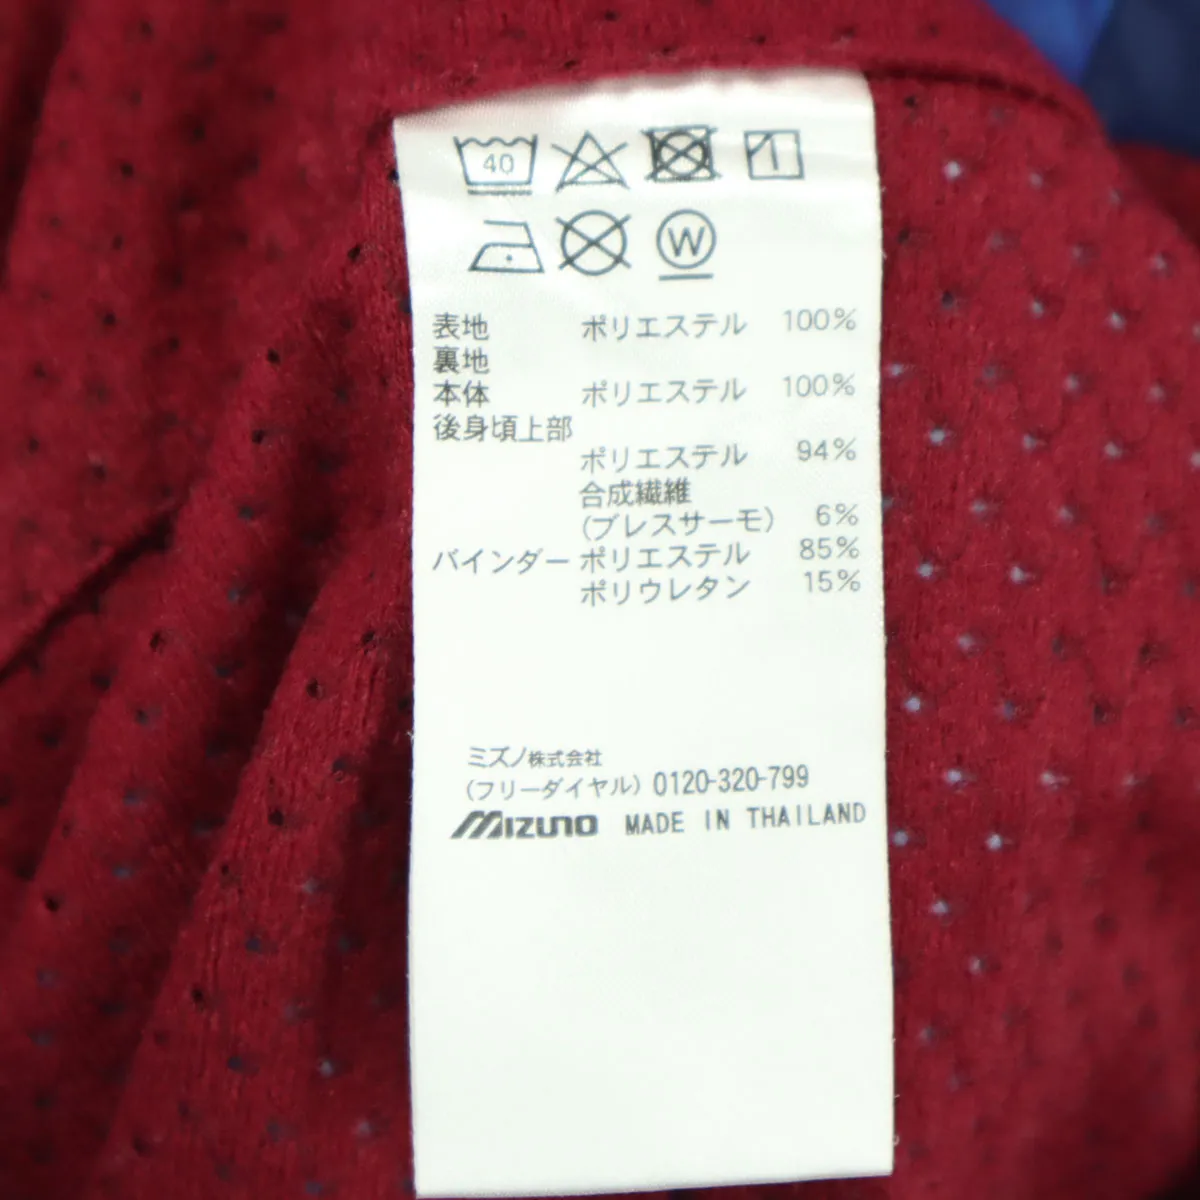 40
W
表地 ポリエステル 100%
裏地
本体 ポリエステル 100%
後身頃上部
ポリエステル 94%
合成繊維
(ブレスサーモ) 6%
バインダー ポリエステル 85%
ポリウレタン 15%
ミズノ株式会社
(フリーダイヤル) 0120-320-799
MIZUNO MADE IN THAILAND